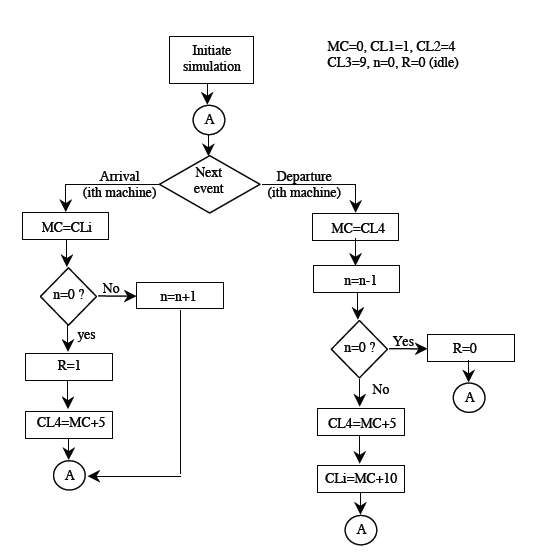 Initiate
simulation
MC=0, CL1=1, CL2=4
CL3=9, n=0, R=0 (idle)
A
Next
event
Arrival
(ith machine)
Departure
(ith machine)
MC=CLi
n=0 ?
No
n=n+1
yes
R=1
CL4=MC+5
A
MC=CL4
n=n-1
n=0 ?
Yes
R=0
A
No
CL4=MC+5
CLi=MC+10
A